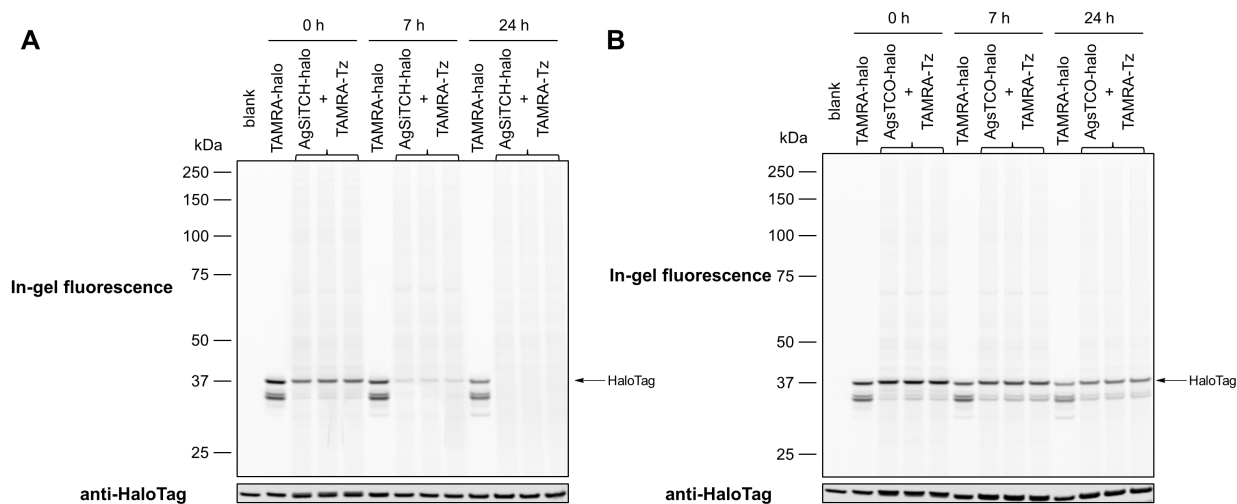 A
0 h
7 h
24 h
blank
TAMRA-halo
AgSiTCH-halo
+
TAMRA-Tz
TAMRA-halo
AgSiTCH-halo
+
TAMRA-Tz
TAMRA-halo
AgSiTCH-halo
+
TAMRA-Tz
kDa
250
150
100
75
50
37
25
In-gel fluorescence
HaloTag
anti-HaloTag
B
0 h
7 h
24 h
blank
TAMRA-halo
AgsTCO-halo
+
TAMRA-Tz
TAMRA-halo
AgsTCO-halo
+
TAMRA-Tz
TAMRA-halo
AgsTCO-halo
+
TAMRA-Tz
kDa
250
150
100
75
50
37
25
In-gel fluorescence
HaloTag
anti-HaloTag